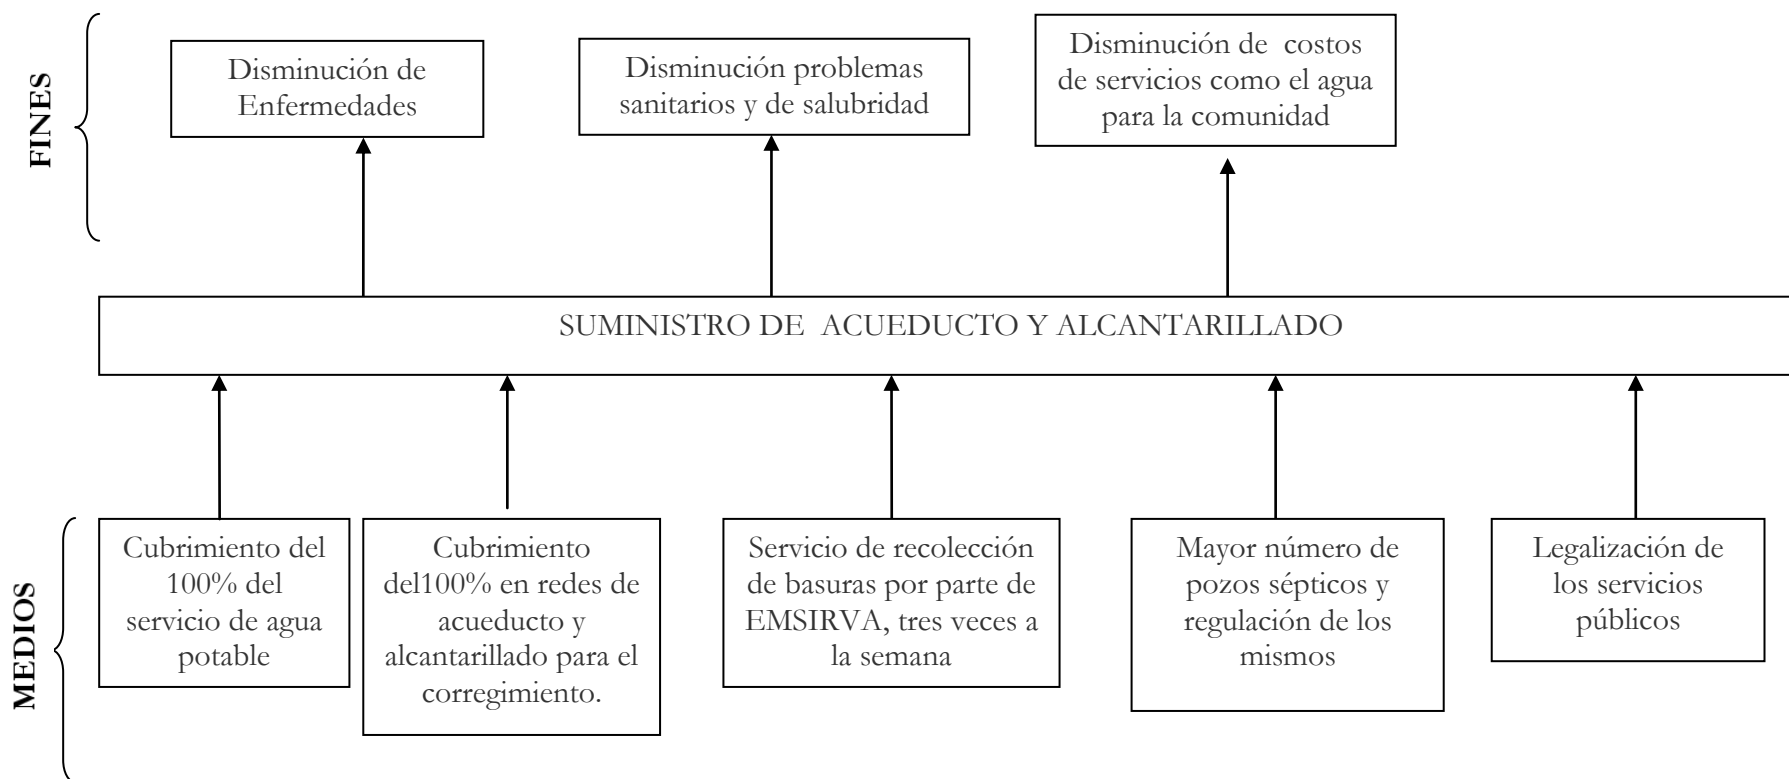 FINES
Disminución de
Enfermedades
Disminución problemas
sanitarios y de salubridad
Disminución de costos
de servicios como el agua
para la comunidad
SUMINISTRO DE ACUEDUCTO Y ALCANTARILLADO
MEDIOS
Cubrimiento del
100% del
servicio de agua
potable
Cubrimiento
del100% en redes de
acueducto y
alcantarillado para el
corregimiento.
Servicio de recolección
de basuras por parte de
EMSIRVA, tres veces a
la semana
Mayor número de
pozos sépticos y
regulación de los
mismos
Legalización de
los servicios
públicos